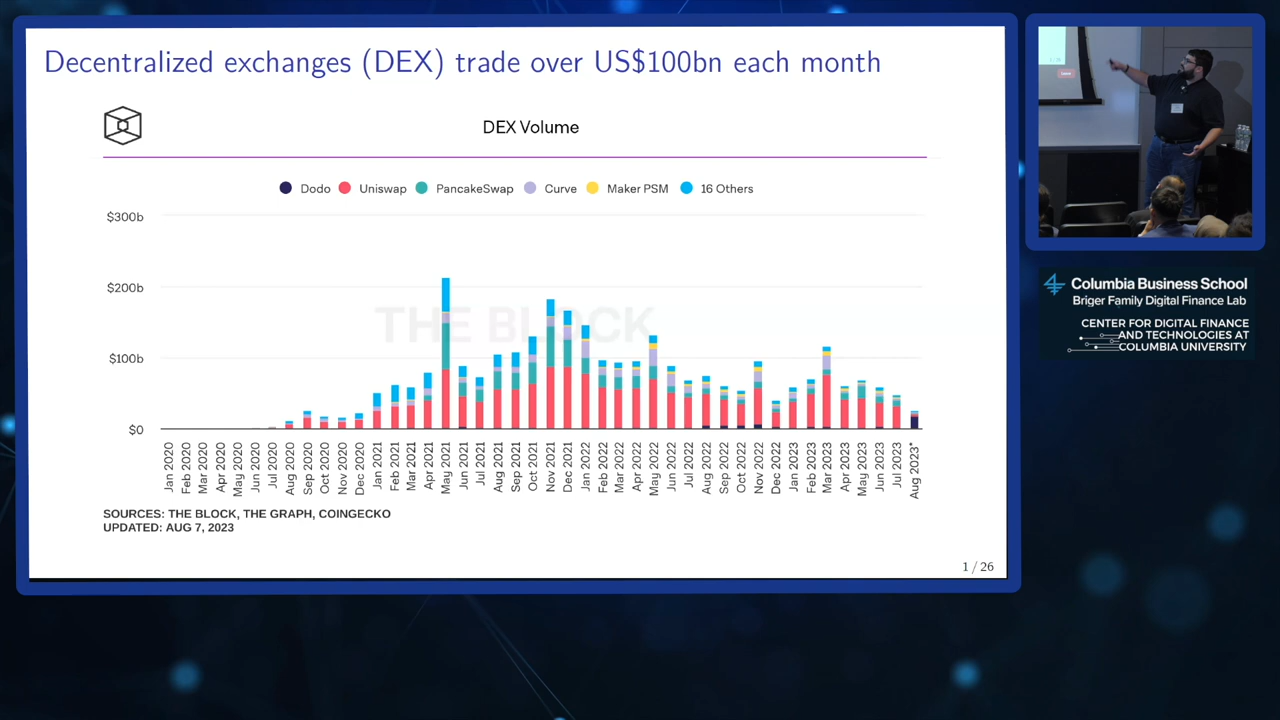 Decentralized exchanges (DEX) trade over US$100bn each month
DEX Volume
Dodo Uniswap PancakeSwap Curve Maker PSM 16 Others
$300b
$200b
$100b
$0
THE BLOCK
Jan 2020
Feb 2020
Mar 2020
Apr 2020
May 2020
Jun 2020
Jul 2020
Aug 2020
Sep 2020
Oct 2020
Nov 2020
Dec 2020
Jan 2021
Feb 2021
Mar 2021
Apr 2021
May 2021
Jun 2021
Jul 2021
Aug 2021
Sep 2021
Oct 2021
Nov 2021
Dec 2021
Jan 2022
Feb 2022
Mar 2022
Apr 2022
May 2022
Jun 2022
Jul 2022
Aug 2022
Sep 2022
Oct 2022
Nov 2022
Dec 2022
Jan 2023
Feb 2023
Mar 2023
Apr 2023
May 2023
Jun 2023
Jul 2023
Aug 2023*
SOURCES: THE BLOCK, THE GRAPH, COINGECKO
UPDATED: AUG 7, 2023
1 / 26
Columbia Business School
Briger Family Digital Finance Lab
CENTER FOR DIGITAL FINANCE
AND TECHNOLOGIES AT
COLUMBIA UNIVERSITY